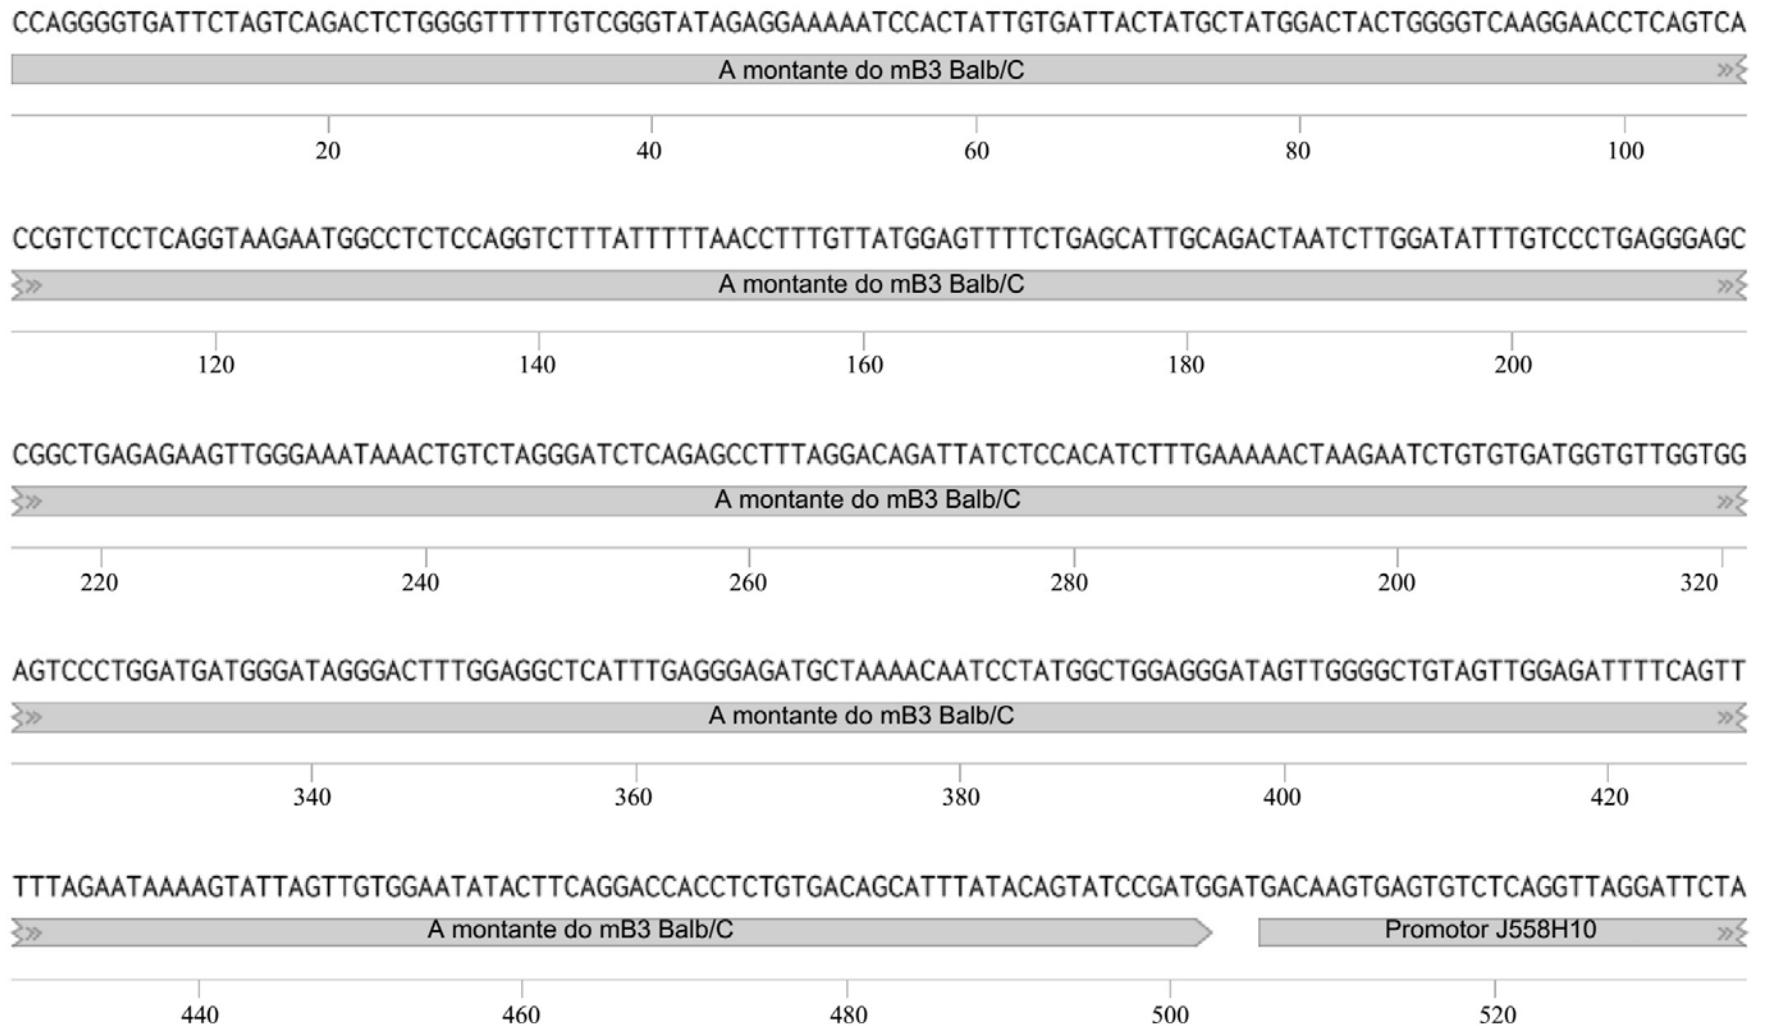 CCAGGGGTGATTCTAGTCAGACTCTGGGGTTTTTGTCGGGTATAGAGGAAAAATCCACTATTGTGATTACTATGCTATGGACTACTGGGGTCAAGGAACCTCAGTCA
A montante do mB3 Balb/C
20 40 60 80 100
CCGTCTCCTCAGGTAAGAATGGCCTCTCCAGGTCTTTATTTTTAACCTTTGTTATGGAGTTTTCTGAGCATTGCAGACTAATCTTGGATATTTGTCCCTGAGGGAGC
A montante do mB3 Balb/C
120 140 160 180 200
CGGCTGAGAGAAGTTGGGAAATAAACTGTCTAGGGATCTCAGAGCCTTTAGGACAGATTATCTCCACATCTTTGAAAAACTAAGAATCTGTGTGATGGTGTTGGTGG
A montante do mB3 Balb/C
220 240 260 280 200 320
AGTCCCTGGATGATGGGATAGGGACTTTGGAGGCTCATTTGAGGGAGATGCTAAAACAATCCTATGGCTGGAGGGATAGTTGGGGCTGTAGTTGGAGATTTTCAGTT
A montante do mB3 Balb/C
340 360 380 400 420
TTTAGAATAAAAGTATTAGTTGTGGAATATACTTCAGGACCACCTCTGTGACAGCATTTATACAGTATCCGATGGATGACAAGTGAGTGTCTCAGGTTAGGATTCTA
A montante do mB3 Balb/C Promotor J558H10
440 460 480 500 520